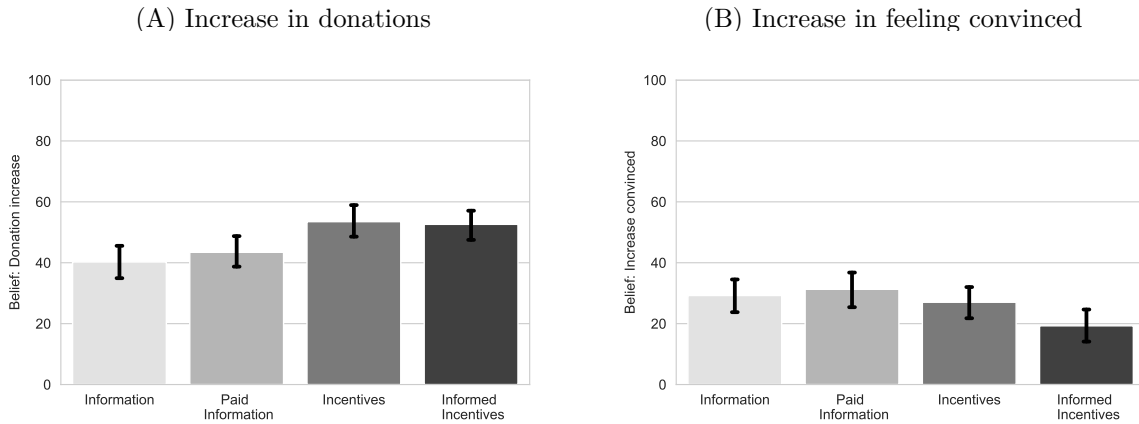 (A) Increase in donations
Belief: Donation increase
100
80
60
40
20
0
Information
Paid
Information
Incentives
Informed
Incentives
(B) Increase in feeling convinced
Belief: Increase convinced
100
80
60
40
20
0
Information
Paid
Information
Incentives
Informed
Incentives